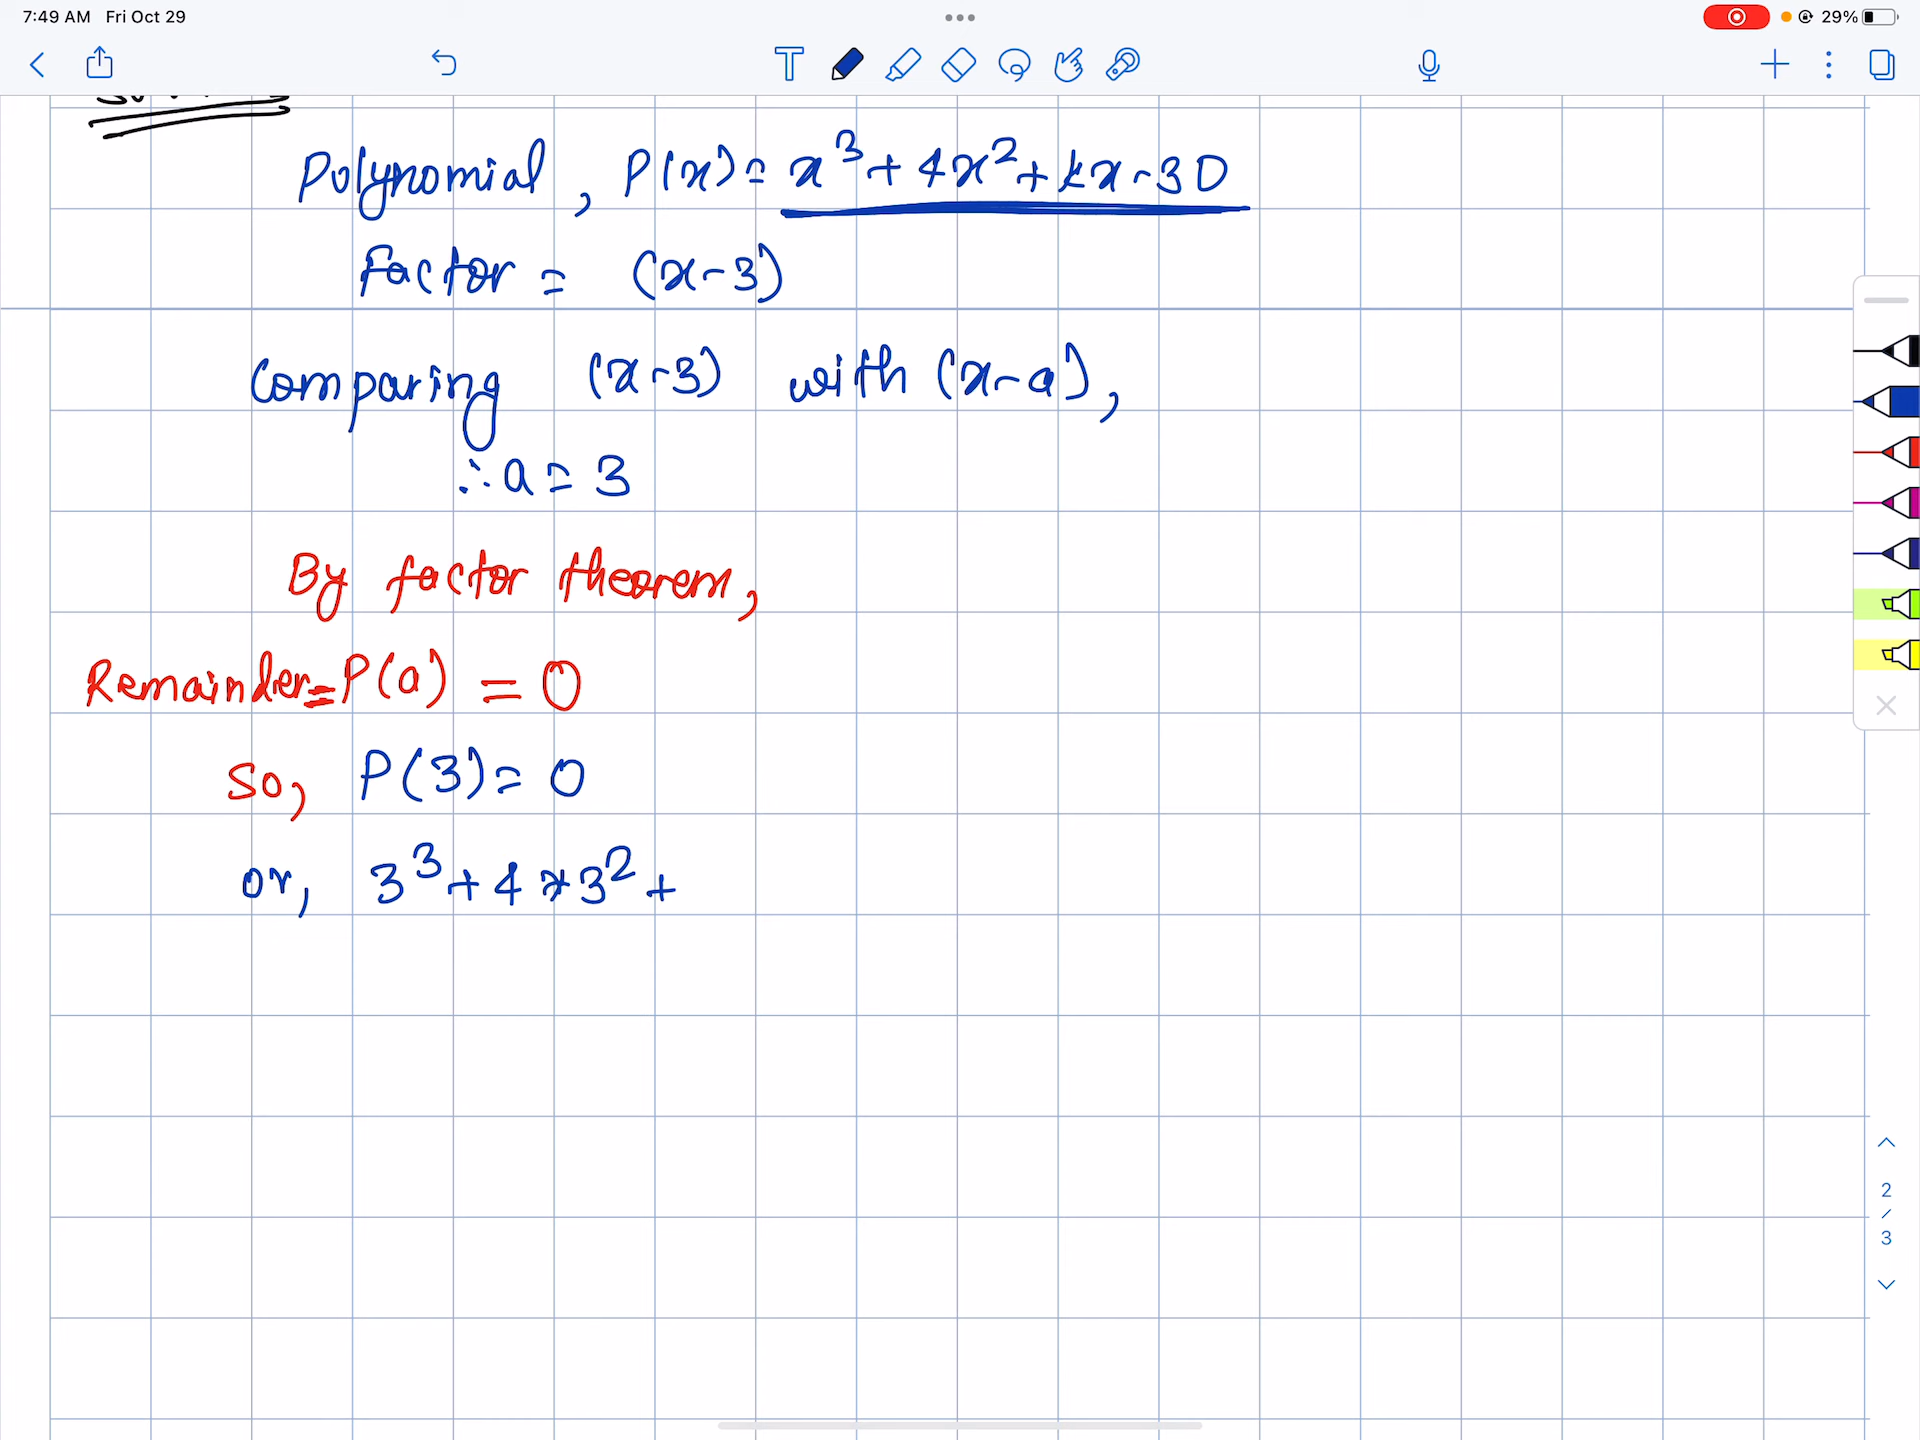 7:49 AM Fri Oct 29
29%
T
Polynomial, P(x) = x³ + 4x² + kx - 30
Factor = (x-3)
Comparing (x-3) with (x-a),
∴ a = 3
By factor theorem,
Remainder = P(a) = 0
So, P(3) = 0
or, 3³ + 4 × 3² +
2
/
3